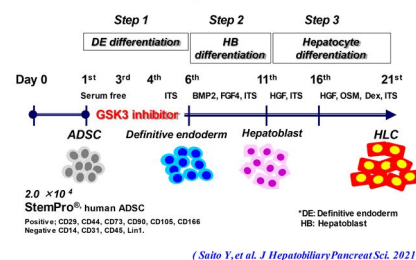 Step 1 Step 2 Step 3
DE differentiation
HB differentiation
Hepatocyte differentiation
Day 0 1st 3rd 4th 6th 11th 16th 21st
Serum free ITS BMP2, FGF4, ITS HGF, ITS HGF, OSM, Dex, ITS
GSK3 inhibitor
ADSC Definitive endoderm Hepatoblast HLC
2.0 ×10 4
StemPro®, human ADSC
Positive; CD29, CD44, CD73, CD90, CD105, CD166
Negative CD14, CD31, CD45, Lin1.
*DE: Definitive endoderm
HB: Hepatoblast
( Saito Y, et al. J HepatobiliaryPancreat Sci. 2021